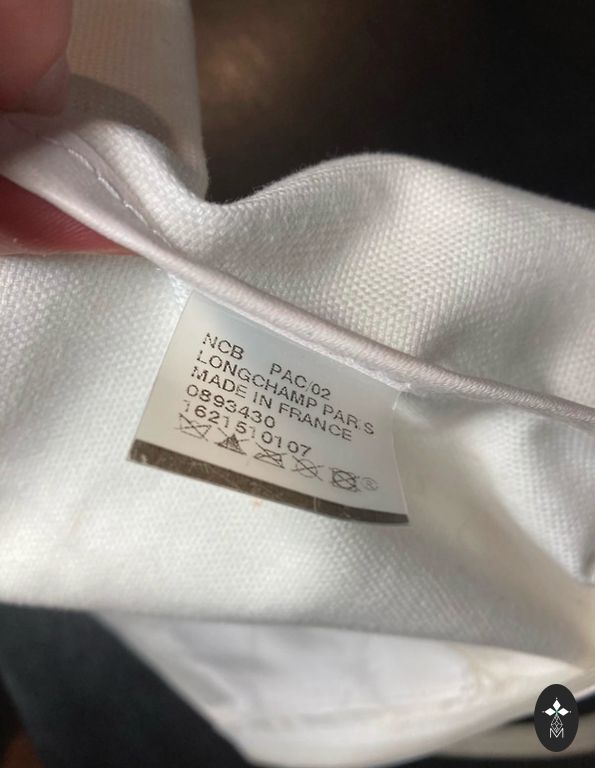 NCB PAC/02
LONGCHAMP PARIS
MADE IN FRANCE
0893430
1621510107
M